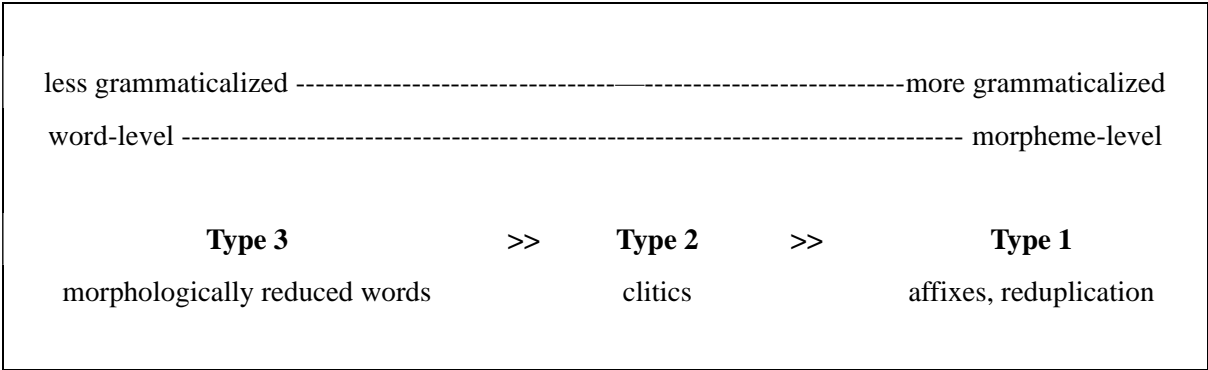 less grammaticalized ---------------------------------—---------------------------more grammaticalized
word-level --------------------------------------------------------------------------------- morpheme-level
Type 3 >> Type 2 >> Type 1
morphologically reduced words clitics affixes, reduplication